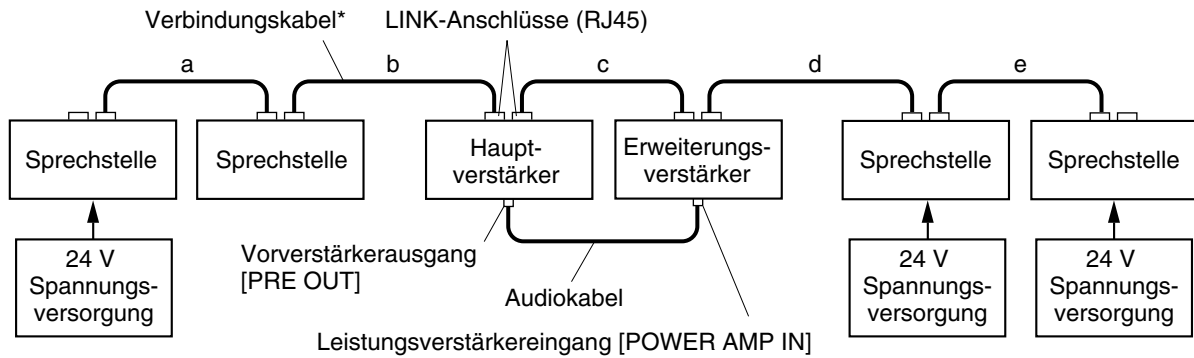 Verbindungskabel*
LINK-Anschlüsse (RJ45)
a
b
c
d
e
Sprechstelle
Sprechstelle
Haupt-
verstärker
Erweiterungs-
verstärker
Sprechstelle
Sprechstelle
24 V
Spannungs-
versorgung
Vorverstärkerausgang
[PRE OUT]
Audiokabel
24 V
Spannungs-
versorgung
24 V
Spannungs-
versorgung
Leistungsverstärkereingang [POWER AMP IN]